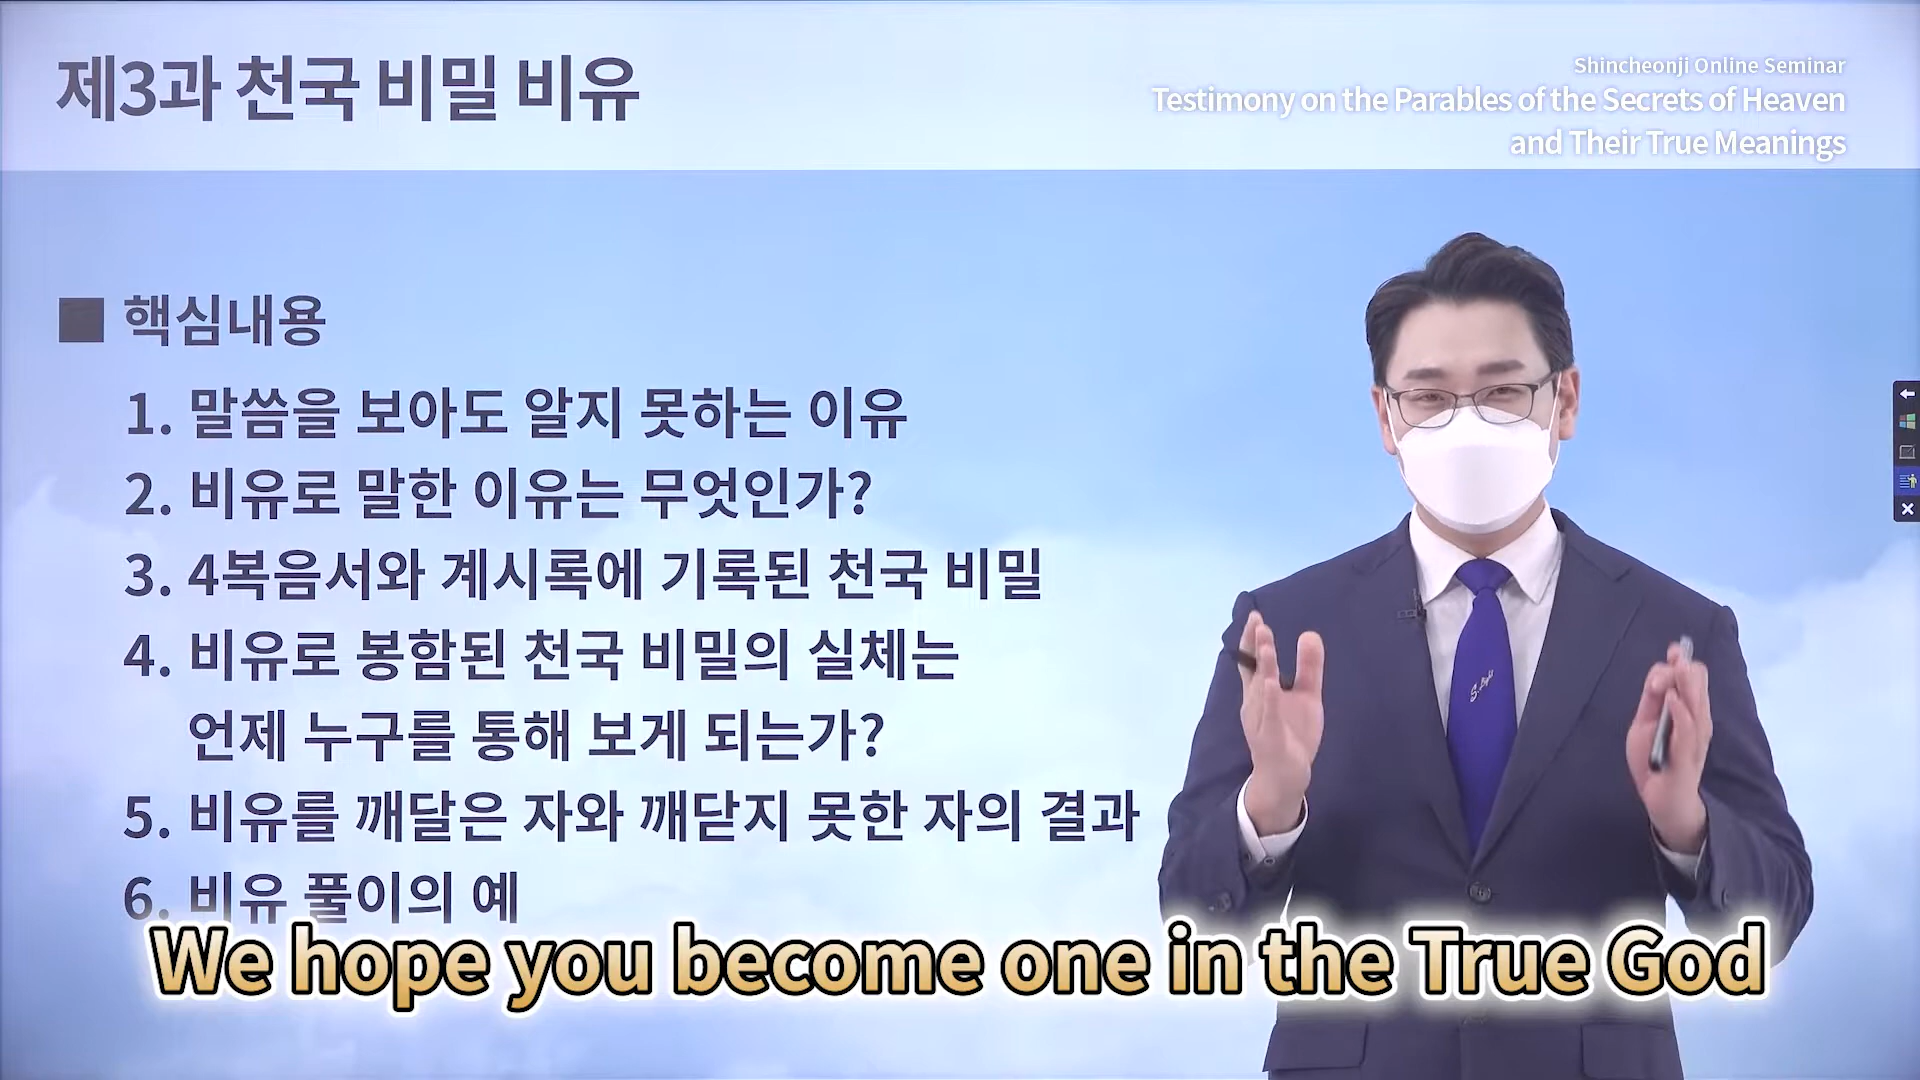 제3과 천국 비밀 비유
Shincheonji Online Seminar
Testimony on the Parables of the Secrets of Heaven
and Their True Meanings
■ 핵심내용
1. 말씀을 보아도 알지 못하는 이유
2. 비유로 말한 이유는 무엇인가?
3. 4복음서와 계시록에 기록된 천국 비밀
4. 비유로 봉함된 천국 비밀의 실체는
언제 누구를 통해 보게 되는가?
5. 비유를 깨달은 자와 깨닫지 못한 자의 결과
6. 비유 풀이의 예
We hope you become one in the True God